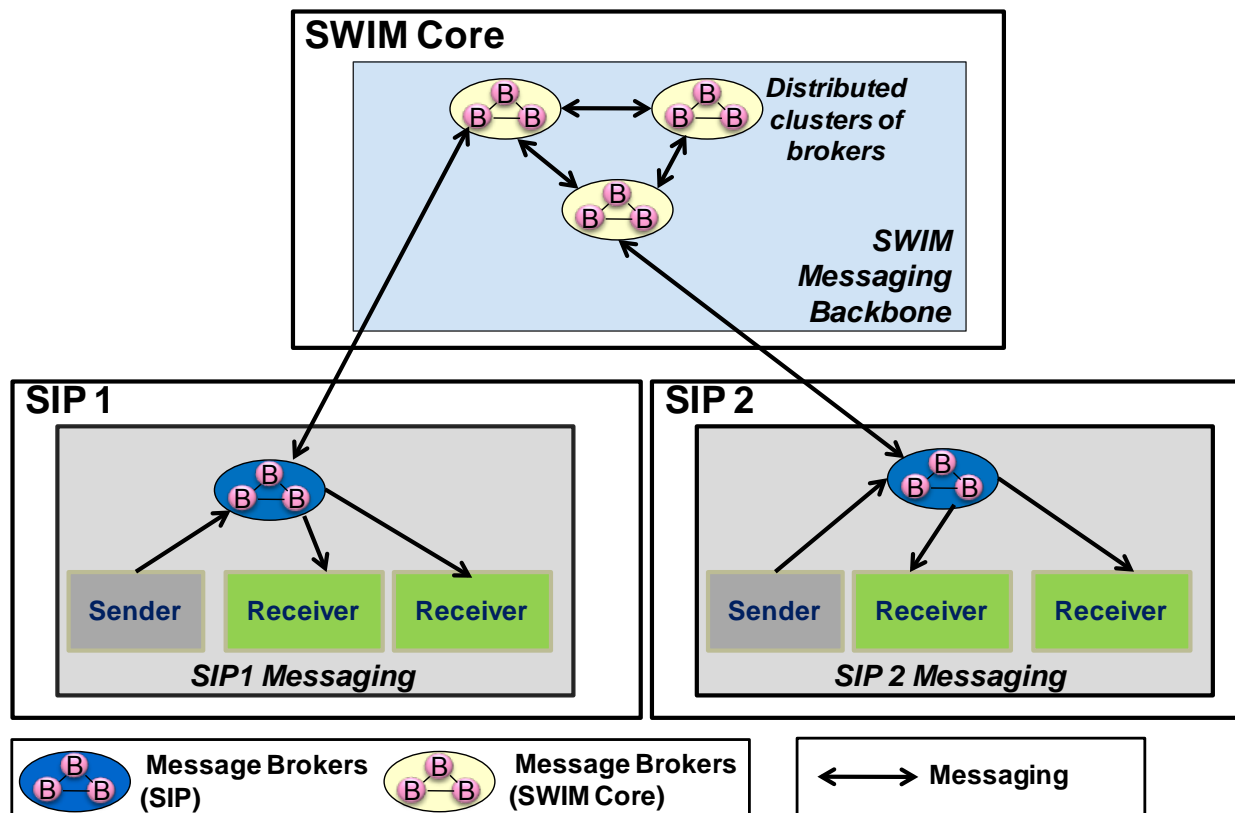 SWIM Core
B
B B
B
B B
Distributed
clusters of
brokers
B
B B
SWIM
Messaging
Backbone
SIP 1
B
B B
Sender
Receiver
Receiver
SIP1 Messaging
SIP 2
B
B B
Sender
Receiver
Receiver
SIP 2 Messaging
B
B B
Message Brokers
(SIP)
B
B B
Message Brokers
(SWIM Core)
Messaging